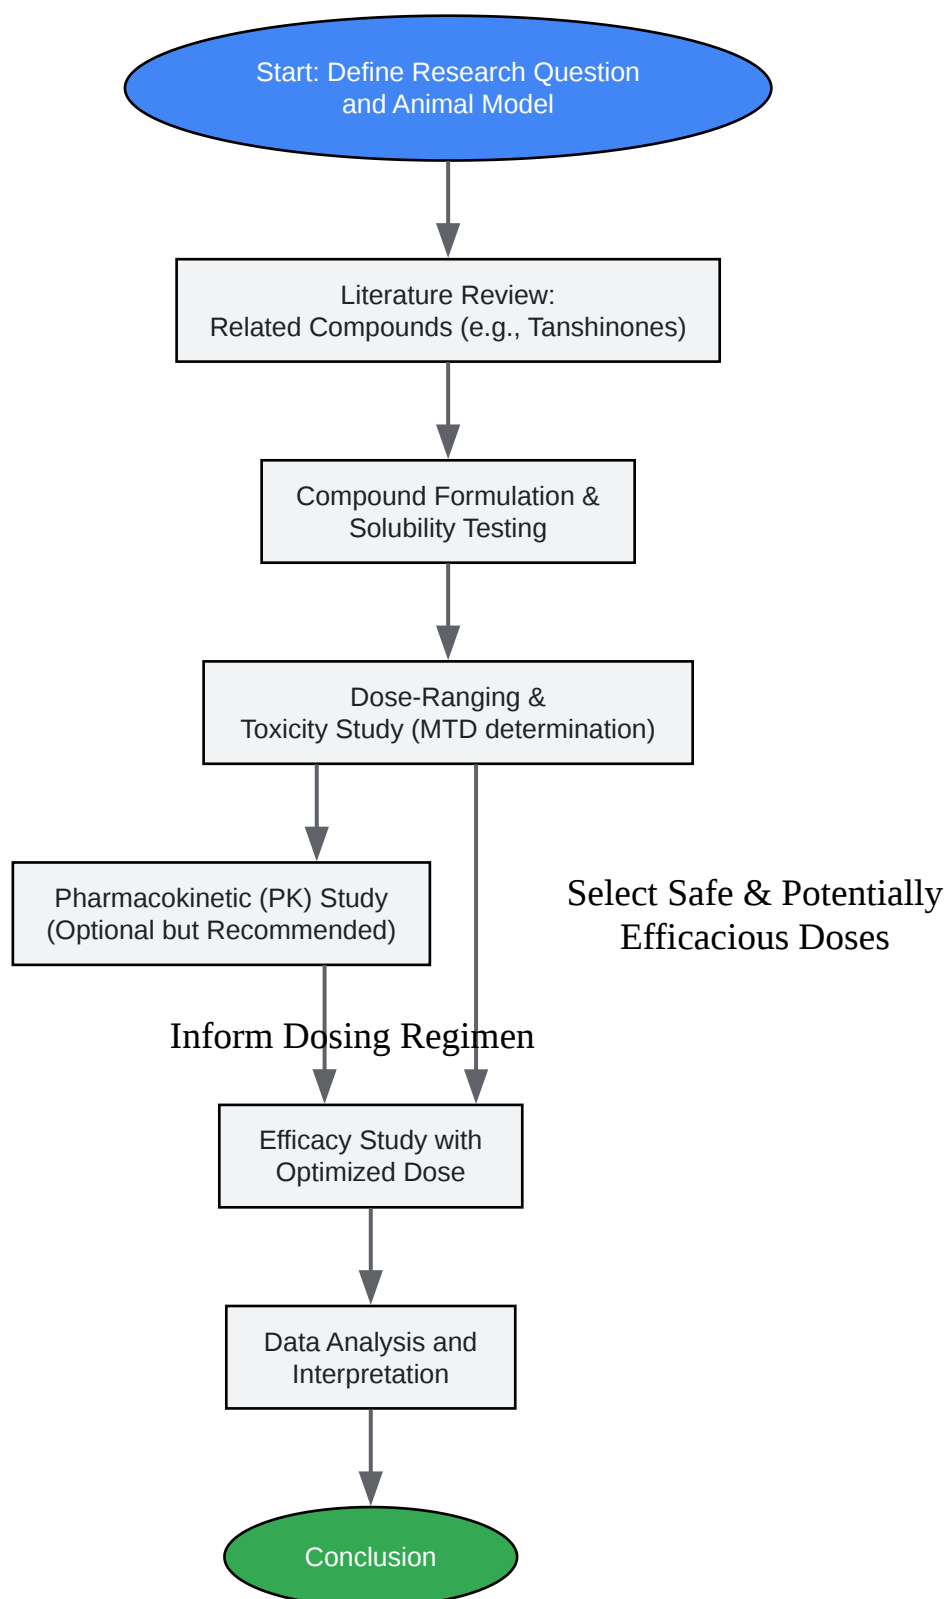 Start: Define Research Question
and Animal Model
Literature Review:
Related Compounds (e.g., Tanshinones)
Compound Formulation &
Solubility Testing
Dose-Ranging &
Toxicity Study (MTD determination)
Pharmacokinetic (PK) Study
(Optional but Recommended)
Select Safe & Potentially
Efficacious Doses
Inform Dosing Regimen
Efficacy Study with
Optimized Dose
Data Analysis and
Interpretation
Conclusion